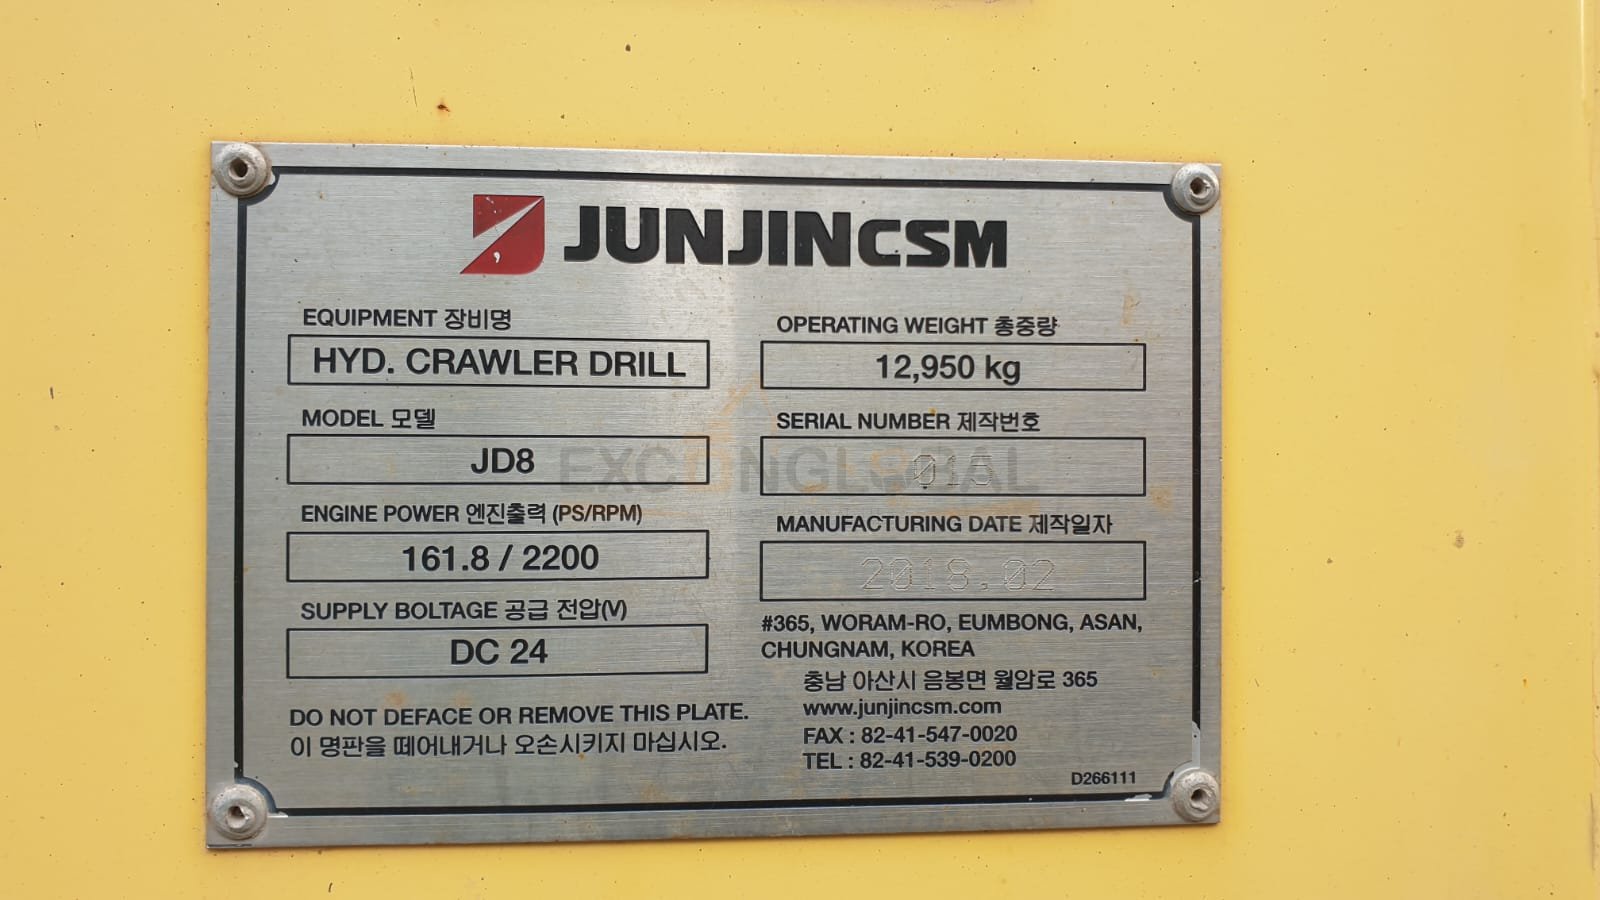 JUNJINCSM
EQUIPMENT 장비명
HYD. CRAWLER DRILL
MODEL 모델
JD8
ENGINE POWER 엔진출력 (PS/RPM)
161.8 / 2200
SUPPLY BOLTAGE 공급 전압(V)
DC 24
DO NOT DEFACE OR REMOVE THIS PLATE.
이 명판을 떼어내거나 오손시키지 마십시오.
OPERATING WEIGHT 총중량
12,950 kg
SERIAL NUMBER 제작번호
015
MANUFACTURING DATE 제작일자
2018.02
#365, WORAM-RO, EUMBONG, ASAN,
CHUNGNAM, KOREA
충남 아산시 음봉면 월암로 365
www.junjincsm.com
FAX : 82-41-547-0020
TEL : 82-41-539-0200
D266111
EXCONGLOBAL